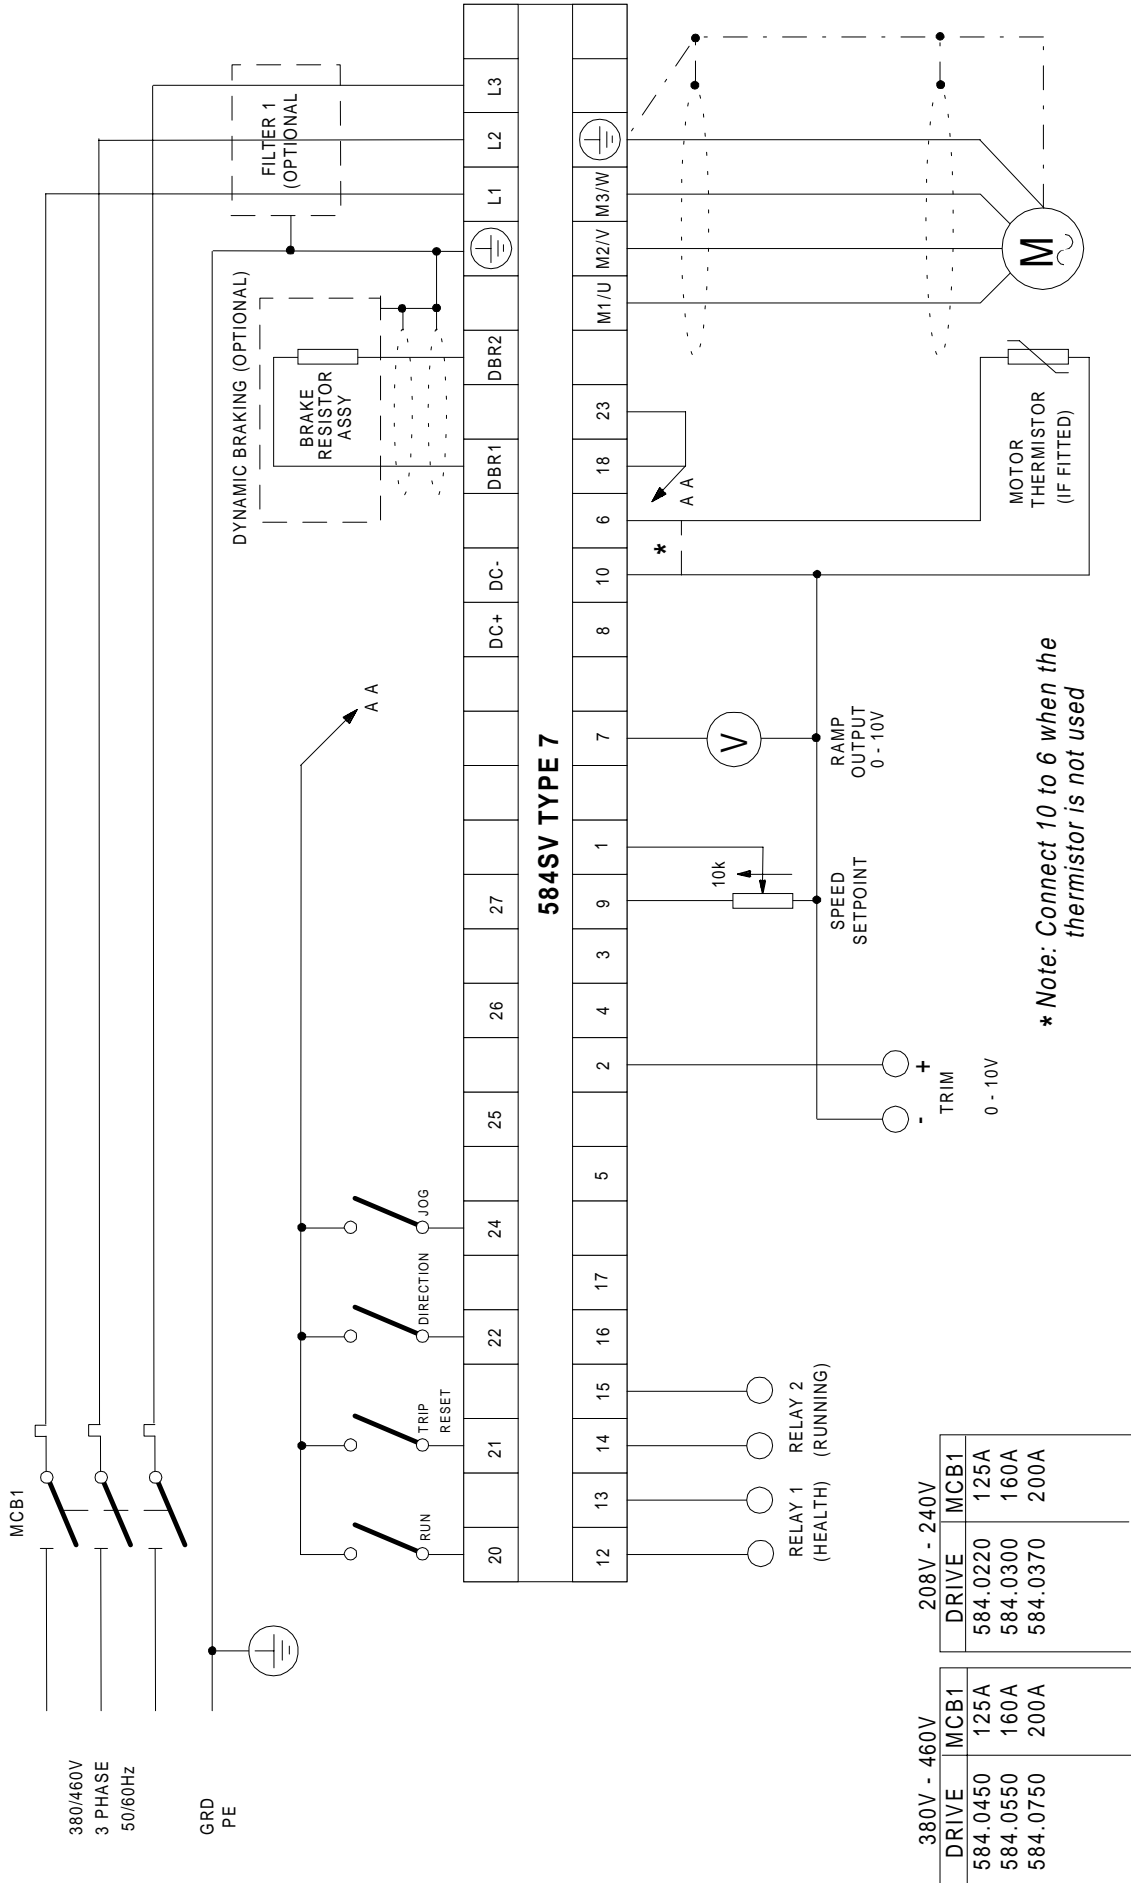 380/460V
3 PHASE
50/60Hz
GRD
PE
MCB1
FILTER 1
(OPTIONAL
DYNAMIC BRAKING (OPTIONAL)
BRAKE
RESISTOR
ASSY
A A
RUN
TRIP
RESET
DIRECTION
JOG
20
21
22
24
25
26
27
DC+
DC-
DBR1
DBR2
L1
L2
L3
584SV TYPE 7
12
13
14
15
16
17
5
2
4
3
9
1
7
8
10
6
18
23
M1/U
M2/V
M3/W
*
A A
10k
V
M
RELAY 1
(HEALTH)
RELAY 2
(RUNNING)
- +
TRIM
0 - 10V
SPEED
SETPOINT
RAMP
OUTPUT
0 - 10V
MOTOR
THERMISTOR
(IF FITTED)
* Note: Connect 10 to 6 when the
thermistor is not used
380V - 460V
DRIVE MCB1
584.0450 125A
584.0550 160A
584.0750 200A
208V - 240V
DRIVE MCB1
584.0220 125A
584.0300 160A
584.0370 200A